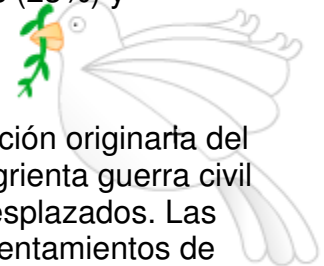 y
ción originaria del
grienta guerra civil
esplazados. Las
entamientos de